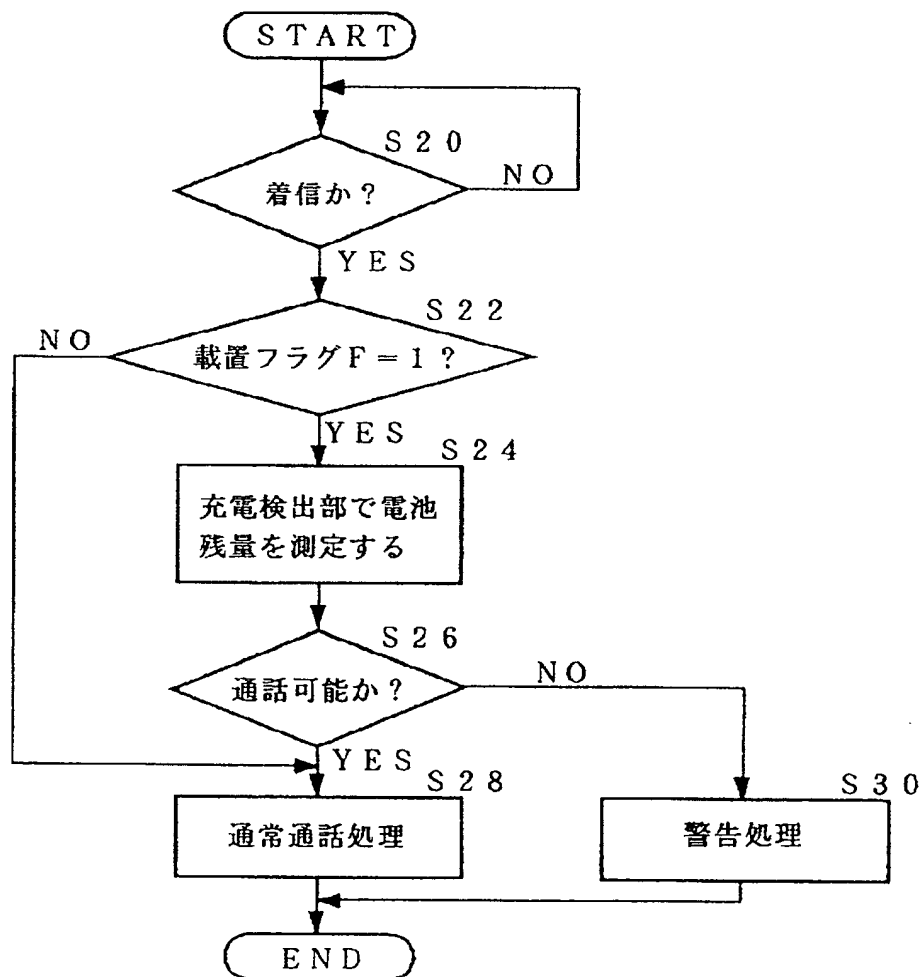 START
S20
NO
着信か?
YES
S22
NO
載置フラグF=1?
YES
S24
充電検出部で電池
残量を測定する
S26
NO
通話可能か?
YES
S28
S30
通常通話処理
警告処理
END